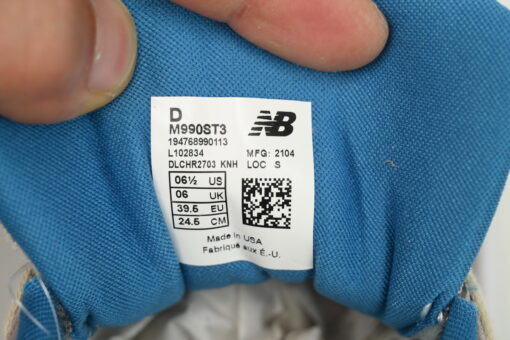 D
NB
M990ST3
194768990113
L102834 MFG: 2104
DLCHR2703 KNH LOC S
06½ US
06 UK
39.5 EU
24.5 CM
Made in USA
Fabriqué aux É.-U.